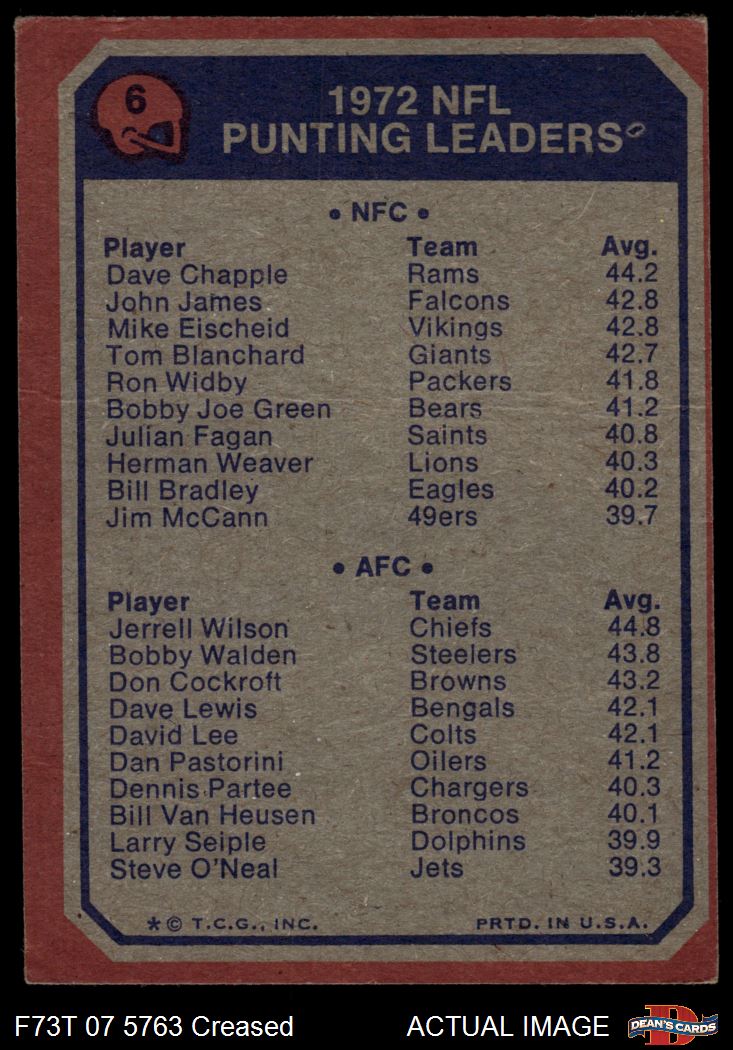 6
1972 NFL
PUNTING LEADERS
• NFC •
Player Team Avg.
Dave Chapple Rams 44.2
John James Falcons 42.8
Mike Eischeid Vikings 42.8
Tom Blanchard Giants 42.7
Ron Widby Packers 41.8
Bobby Joe Green Bears 41.2
Julian Fagan Saints 40.8
Herman Weaver Lions 40.3
Bill Bradley Eagles 40.2
Jim McCann 49ers 39.7
• AFC •
Player Team Avg.
Jerrell Wilson Chiefs 44.8
Bobby Walden Steelers 43.8
Don Cockroft Browns 43.2
Dave Lewis Bengals 42.1
David Lee Colts 42.1
Dan Pastorini Oilers 41.2
Dennis Partee Chargers 40.3
Bill Van Heusen Broncos 40.1
Larry Seiple Dolphins 39.9
Steve O'Neal Jets 39.3
*© T.C.G., INC. PRTD. IN U.S.A.
F73T 07 5763 Creased ACTUAL IMAGE D DEAN'S CARDS